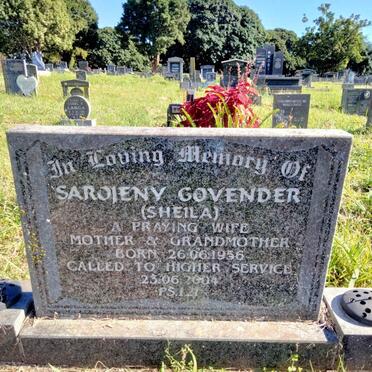 In Loving Memory Of
SAROJENY GOVENDER
(SHEILA)
A PRAYING WIFE
MOTHER & GRANDMOTHER
BORN 26.06.1956
CALLED TO HIGHER SERVICE
25.06.2004